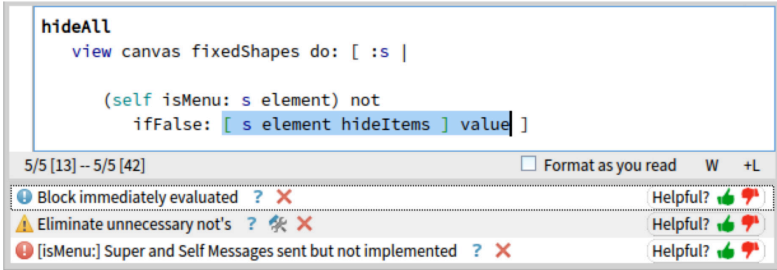 hideAll
view canvas fixedShapes do: [ :s |
(self isMenu: s element) not
ifFalse: [ s element hideItems ] value ]
5/5 [13] -- 5/5 [42] Format as you read W +L
Block immediately evaluated ? Helpful?
Eliminate unnecessary not's ? Helpful?
[isMenu:] Super and Self Messages sent but not implemented ? Helpful?